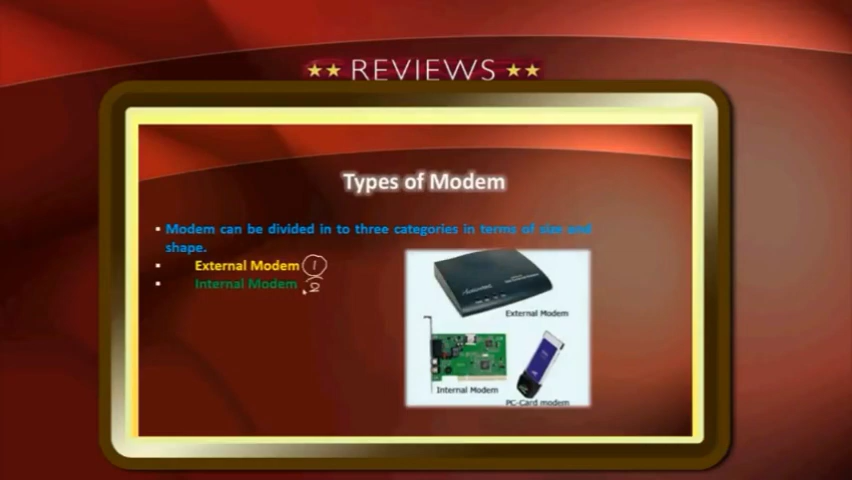 REVIEWS
Types of Modem
▪ Modem can be divided in to three categories in terms of size and
shape.
▪ External Modem 1
▪ Internal Modem
External Modem
Internal Modem
PC-Card modem